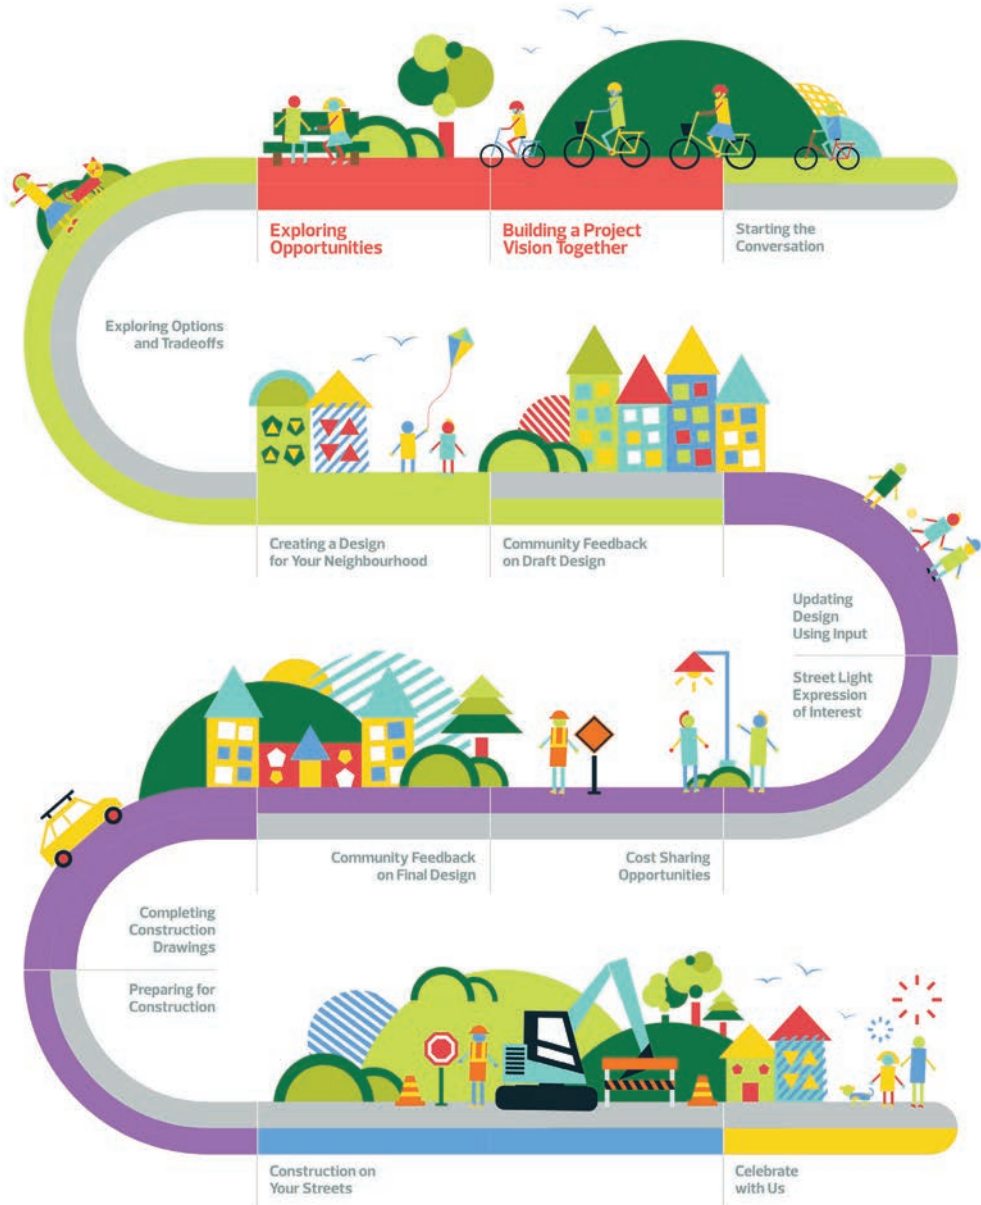 Exploring
Opportunities
Building a Project
Vision Together
Starting the
Conversation
Exploring Options
and Tradeoffs
Creating a Design
for Your Neighbourhood
Community Feedback
on Draft Design
Updating
Design
Using Input
Street Light
Expression
of Interest
Community Feedback
on Final Design
Cost Sharing
Opportunities
Completing
Construction
Drawings
Preparing for
Construction
Construction on
Your Streets
Celebrate
with Us